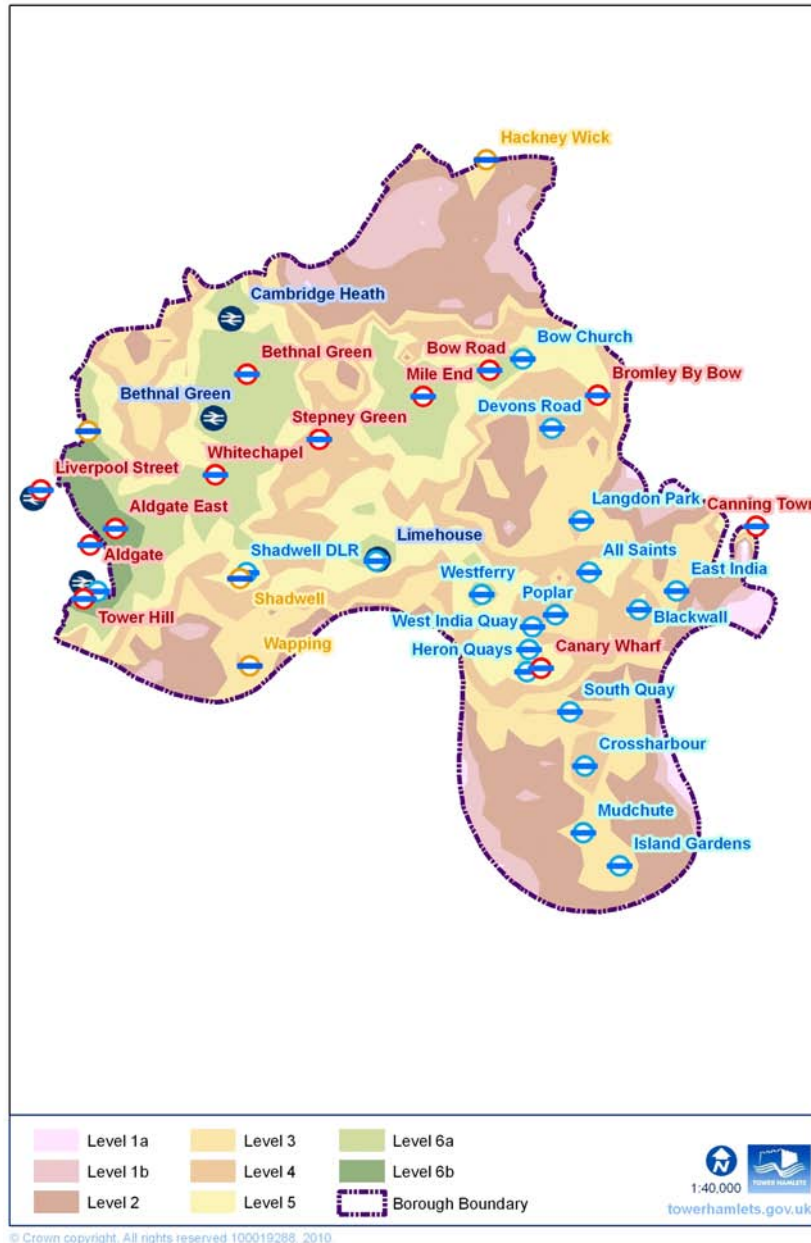 Hackney Wick
Cambridge Heath
Bethnal Green
Bow Road
Bow Church
Mile End
Bromley By Bow
Bethnal Green
Stepney Green
Devons Road
Whitechapel
Liverpool Street
Aldgate East
Langdon Park
Canning Town
Limehouse
Aldgate
Shadwell DLR
Westferry
All Saints
East India
Shadwell
Poplar
Tower Hill
West India Quay
Blackwall
Wapping
Heron Quays
Canary Wharf
South Quay
Crossharbour
Mudchute
Island Gardens
Level 1a
Level 3
Level 6a
Level 1b
Level 4
Level 6b
Level 2
Level 5
Borough Boundary
N
1:40,000
TOWER HAMLETS
towerhamlets.gov.uk
© Crown copyright. All rights reserved 100019288, 2010.